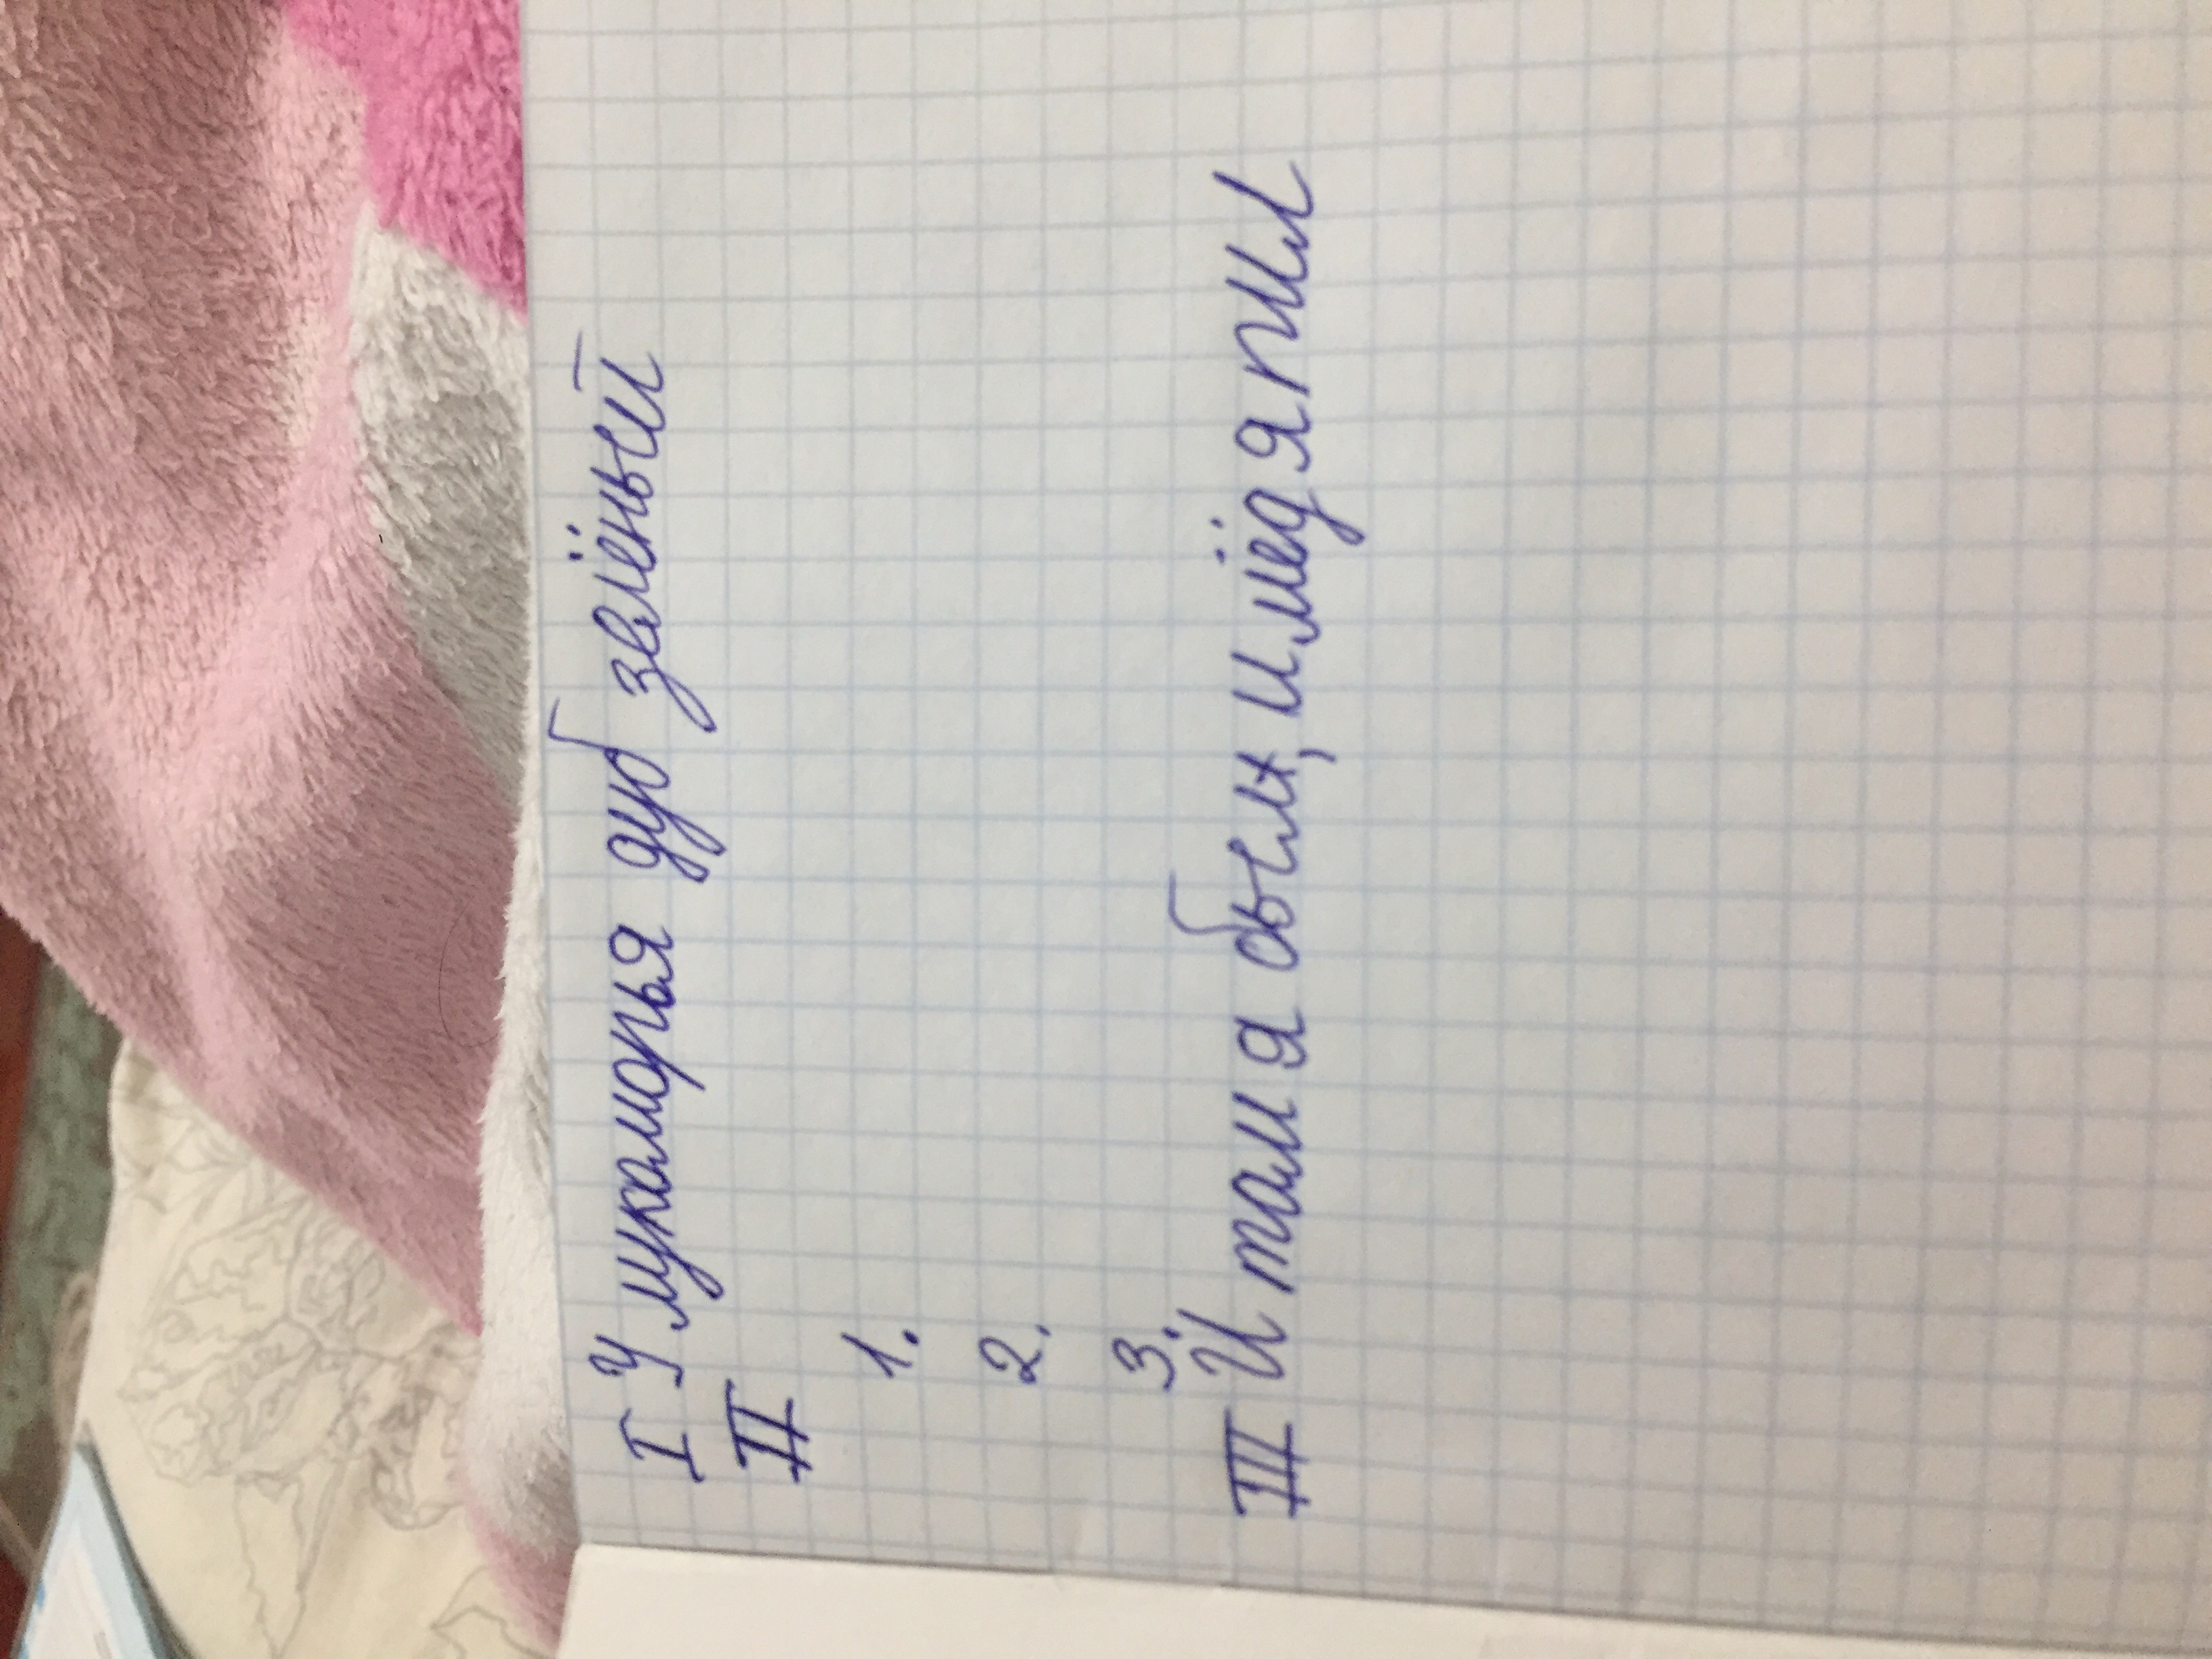 I У лукоморья дуб зелёный
II
1.
2.
3.
III И там я был, и мёд я пил